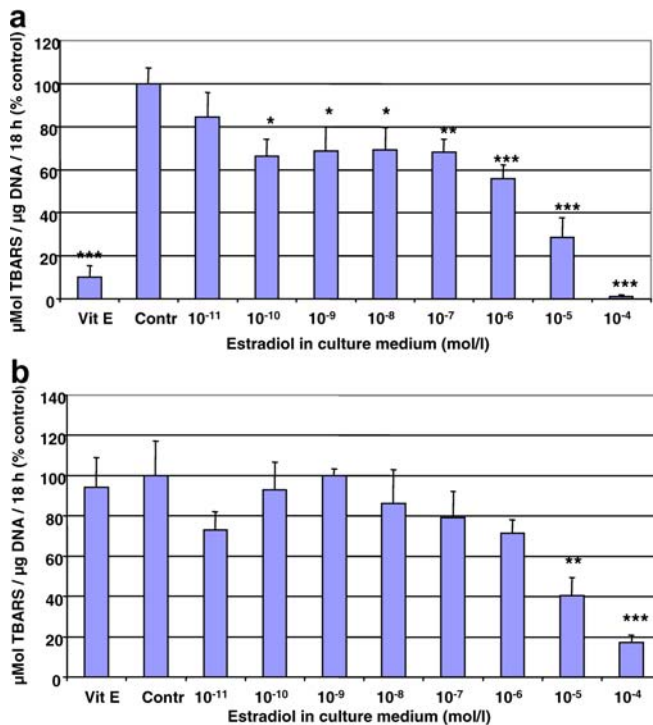 a
120
100
80
60
40
20
0
µMol TBARS / µg DNA / 18 h (% control)
*** * * * ** *** *** ***
Vit E Contr 10⁻¹¹ 10⁻¹⁰ 10⁻⁹ 10⁻⁸ 10⁻⁷ 10⁻⁶ 10⁻⁵ 10⁻⁴
Estradiol in culture medium (mol/l)
b
140
120
100
80
60
40
20
0
µMol TBARS / µg DNA / 18 h (% control)
** ***
Vit E Contr 10⁻¹¹ 10⁻¹⁰ 10⁻⁹ 10⁻⁸ 10⁻⁷ 10⁻⁶ 10⁻⁵ 10⁻⁴
Estradiol in culture medium (mol/l)